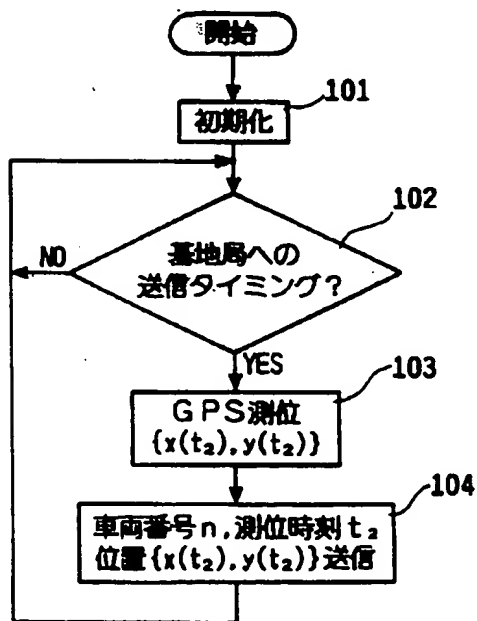 開始
101
初期化
102
NO
基地局への
送信タイミング？
YES
103
GPS測位
{x(t₂),y(t₂)}
104
車両番号n,測位時刻t₂
位置{x(t₂),y(t₂)}送信